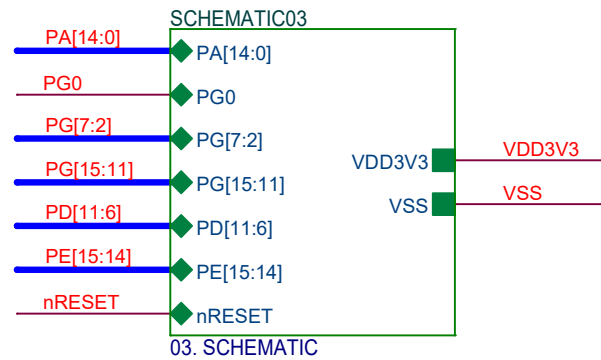 SCHEMATIC03
PA[14:0] PA[14:0]
PG0 PG0
PG[7:2] PG[7:2]
VDD3V3 VDD3V3
PG[15:11] PG[15:11]
VSS VSS
PD[11:6] PD[11:6]
PE[15:14] PE[15:14]
nRESET nRESET
03. SCHEMATIC